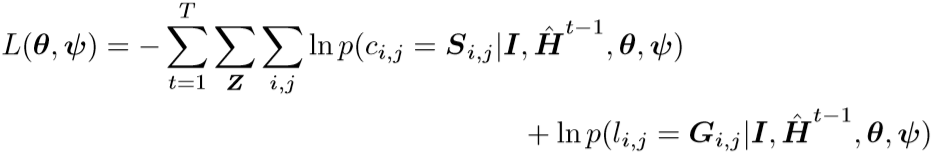 L(θ, ψ) = − ∑_{t=1}^{T} ∑_{Z} ∑_{i,j} ln p(c_{i,j} = S_{i,j}|I, Ĥ^{t−1}, θ, ψ)
+ ln p(l_{i,j} = G_{i,j}|I, Ĥ^{t−1}, θ, ψ)